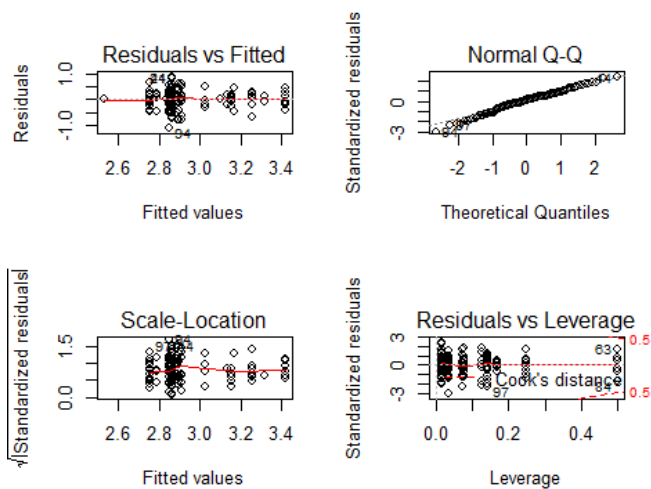 Residuals vs Fitted
Residuals
1.0
-1.0
94
2.6 2.8 3.0 3.2 3.4
Fitted values
Normal Q-Q
Standardized residuals
0
-3
-2 -1 0 1 2
Theoretical Quantiles
Scale-Location
√|Standardized residuals|
1.5
0.0
2.6 2.8 3.0 3.2 3.4
Fitted values
Residuals vs Leverage
Standardized residuals
3
0
-3
63
0.5
Cook's distance
84
0.5
97
0.0 0.2 0.4
Leverage